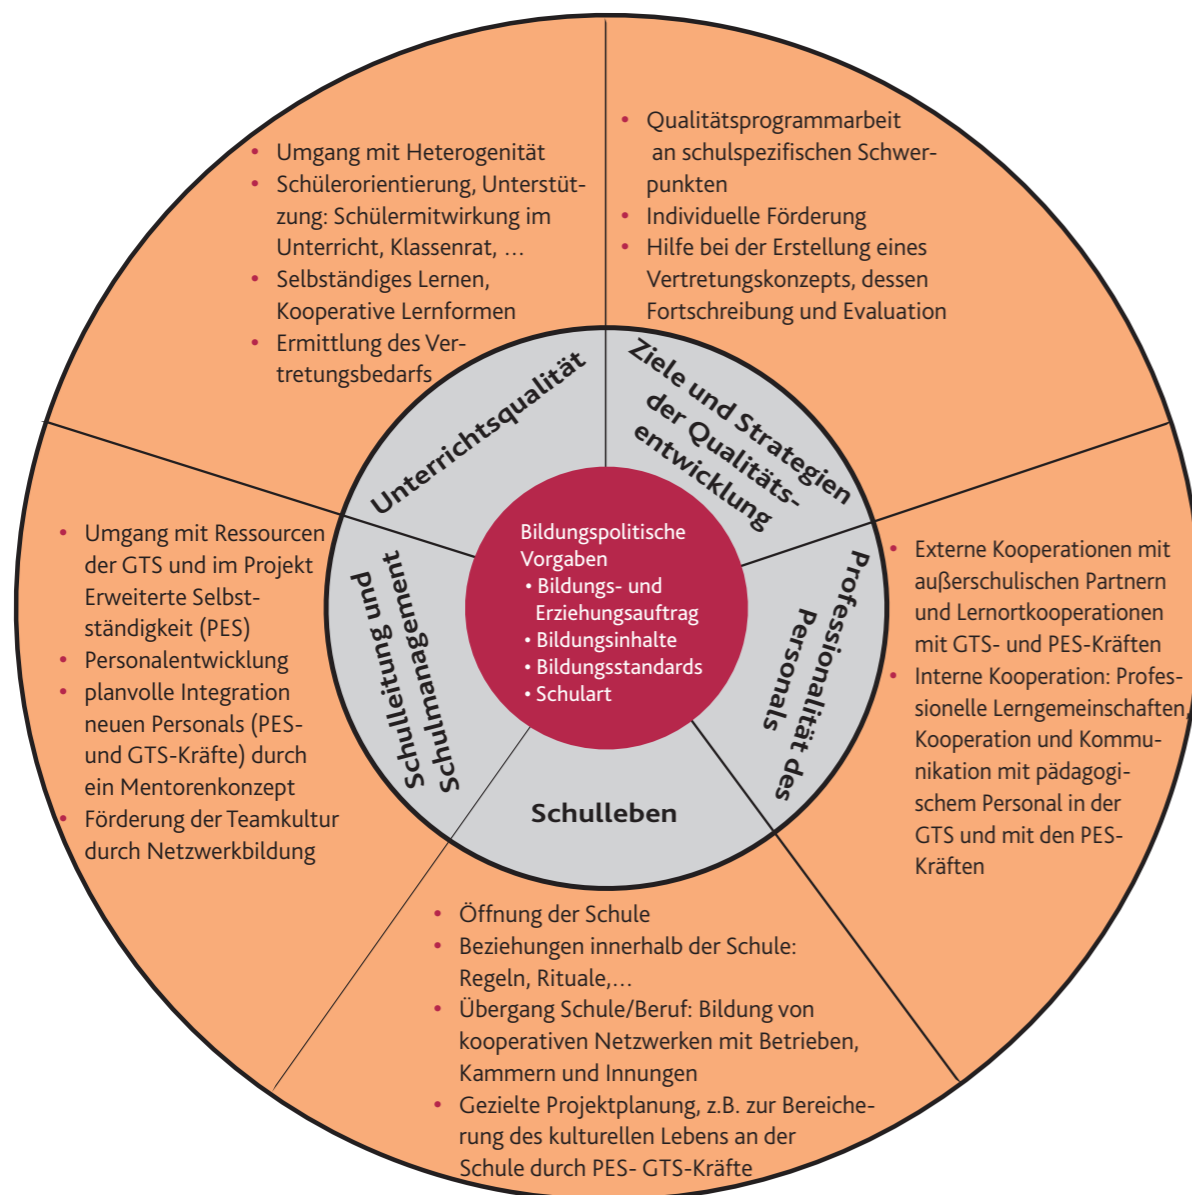 • Umgang mit Heterogenität
• Schülerorientierung, Unterstüt-
zung: Schülermitwirkung im
Unterricht, Klassenrat, …
• Selbständiges Lernen,
Kooperative Lernformen
• Ermittlung des Ver-
tretungsbedarfs
• Qualitätsprogrammarbeit
an schulspezifischen Schwer-
punkten
• Individuelle Förderung
• Hilfe bei der Erstellung eines
Vertretungskonzepts, dessen
Fortschreibung und Evaluation
Unterrichtsqualität
Ziele und Strategien
der Qualitäts-
entwicklung
• Umgang mit Ressourcen
der GTS und im Projekt
Erweiterte Selbst-
ständigkeit (PES)
• Personalentwicklung
• planvolle Integration
neuen Personals (PES-
und GTS-Kräfte) durch
ein Mentorenkonzept
• Förderung der Teamkultur
durch Netzwerkbildung
Schulleitung und
Schulmanagement
Bildungspolitische
Vorgaben
• Bildungs- und
Erziehungsauftrag
• Bildungsinhalte
• Bildungsstandards
• Schulart
Professionalität des
Personals
• Externe Kooperationen mit
außerschulischen Partnern
und Lernortkooperationen
mit GTS- und PES-Kräften
• Interne Kooperation: Profes-
sionelle Lerngemeinschaften,
Kooperation und Kommu-
nikation mit pädagogi-
schem Personal in der
GTS und mit den PES-
Kräften
Schulleben
• Öffnung der Schule
• Beziehungen innerhalb der Schule:
Regeln, Rituale,…
• Übergang Schule/Beruf: Bildung von
kooperativen Netzwerken mit Betrieben,
Kammern und Innungen
• Gezielte Projektplanung, z.B. zur Bereiche-
rung des kulturellen Lebens an der
Schule durch PES- GTS-Kräfte